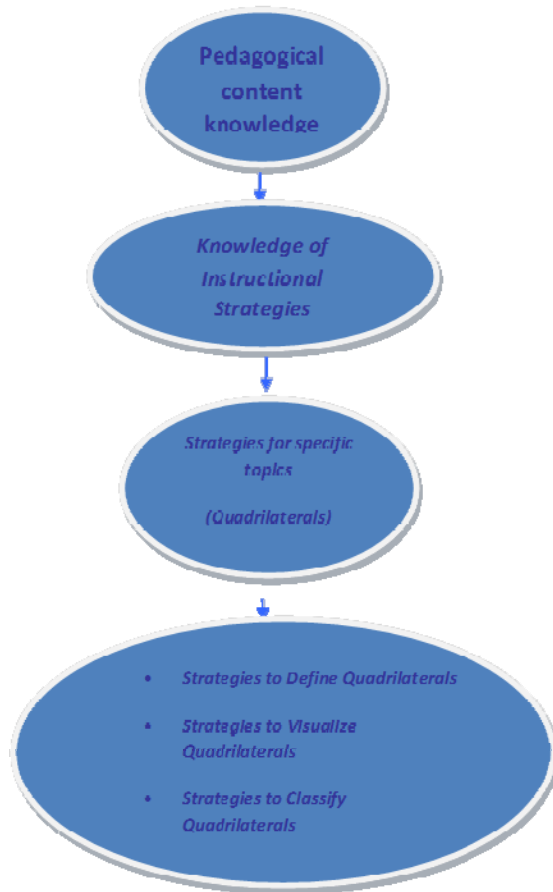 Pedagogical
content
knowledge
Knowledge of
Instructional
Strategies
Strategies for specific
topics
(Quadrilaterals)
• Strategies to Define Quadrilaterals
• Strategies to Visualize
Quadrilaterals
• Strategies to Classify
Quadrilaterals